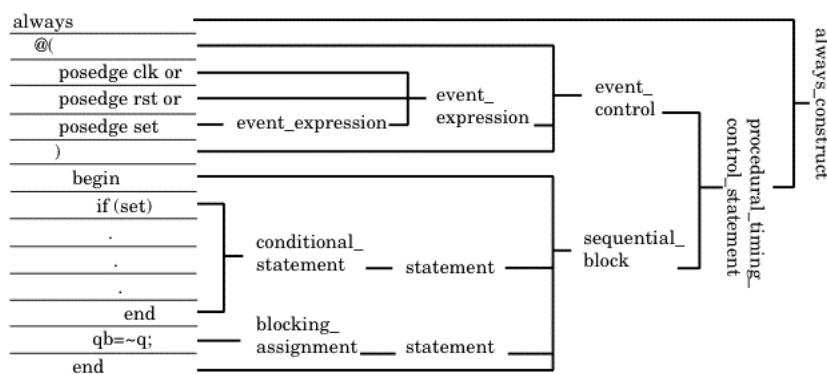 always
@(
posedge clk or
posedge rst or
posedge set
)
begin
if (set)
.
.
.
end
qb=~q;
end
event_expression
event_
expression
event_
control
conditional_
statement
statement
blocking_
assignment
statement
sequential_
block
procedural_timing_
control_statement
always_construct